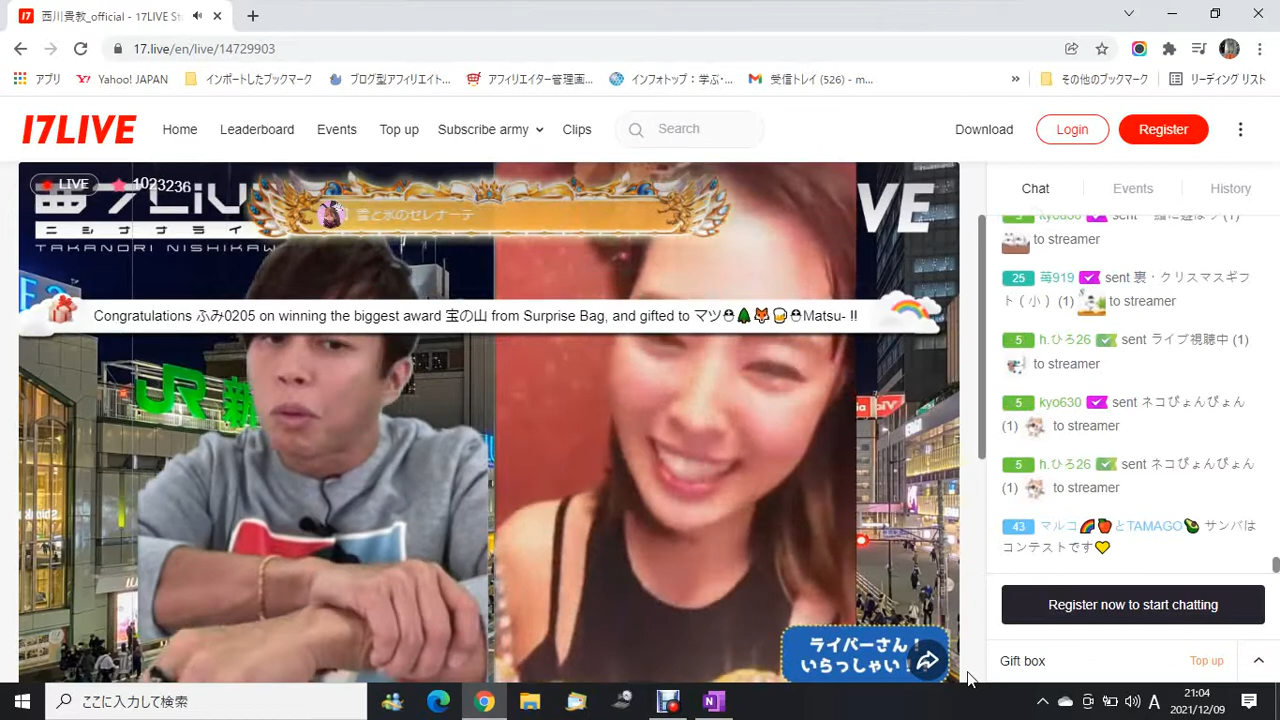 西川貴教_official - 17LIVE St
17.live/en/live/14729903
アプリ
Yahoo! JAPAN
インポートしたブックマーク
ブログ型アフィリエイト...
アフィリエイター管理画...
インフォトップ：学ぶ・...
受信トレイ (526) - m...
»
その他のブックマーク
リーディング リスト
17LIVE
Home
Leaderboard
Events
Top up
Subscribe army
Clips
Search
Download
Login
Register
LIVE
1023236
ニシナナライ
TAKANORI NISHIKAW
VE
雪と氷のセレナーデ
Congratulations ふみ0205 on winning the biggest award 宝の山 from Surprise Bag, and gifted to マツ⛄🌲🦊🍺⛄Matsu- !!
JR 新
ライバーさん！
いらっしゃい！
Chat
Events
History
to streamer
25 苺919 sent 裏・クリスマスギフ
ト（小）(1) to streamer
5 h.ひろ26 sent ライブ視聴中 (1)
to streamer
5 kyo630 sent ネコぴょんぴょん
(1) to streamer
5 h.ひろ26 sent ネコぴょんぴょん
(1) to streamer
43 マルコ🌈🍎とTAMAGO🥑 サンバは
コンテストです💛
Register now to start chatting
Gift box
Top up
ここに入力して検索
A
21:04
2021/12/09